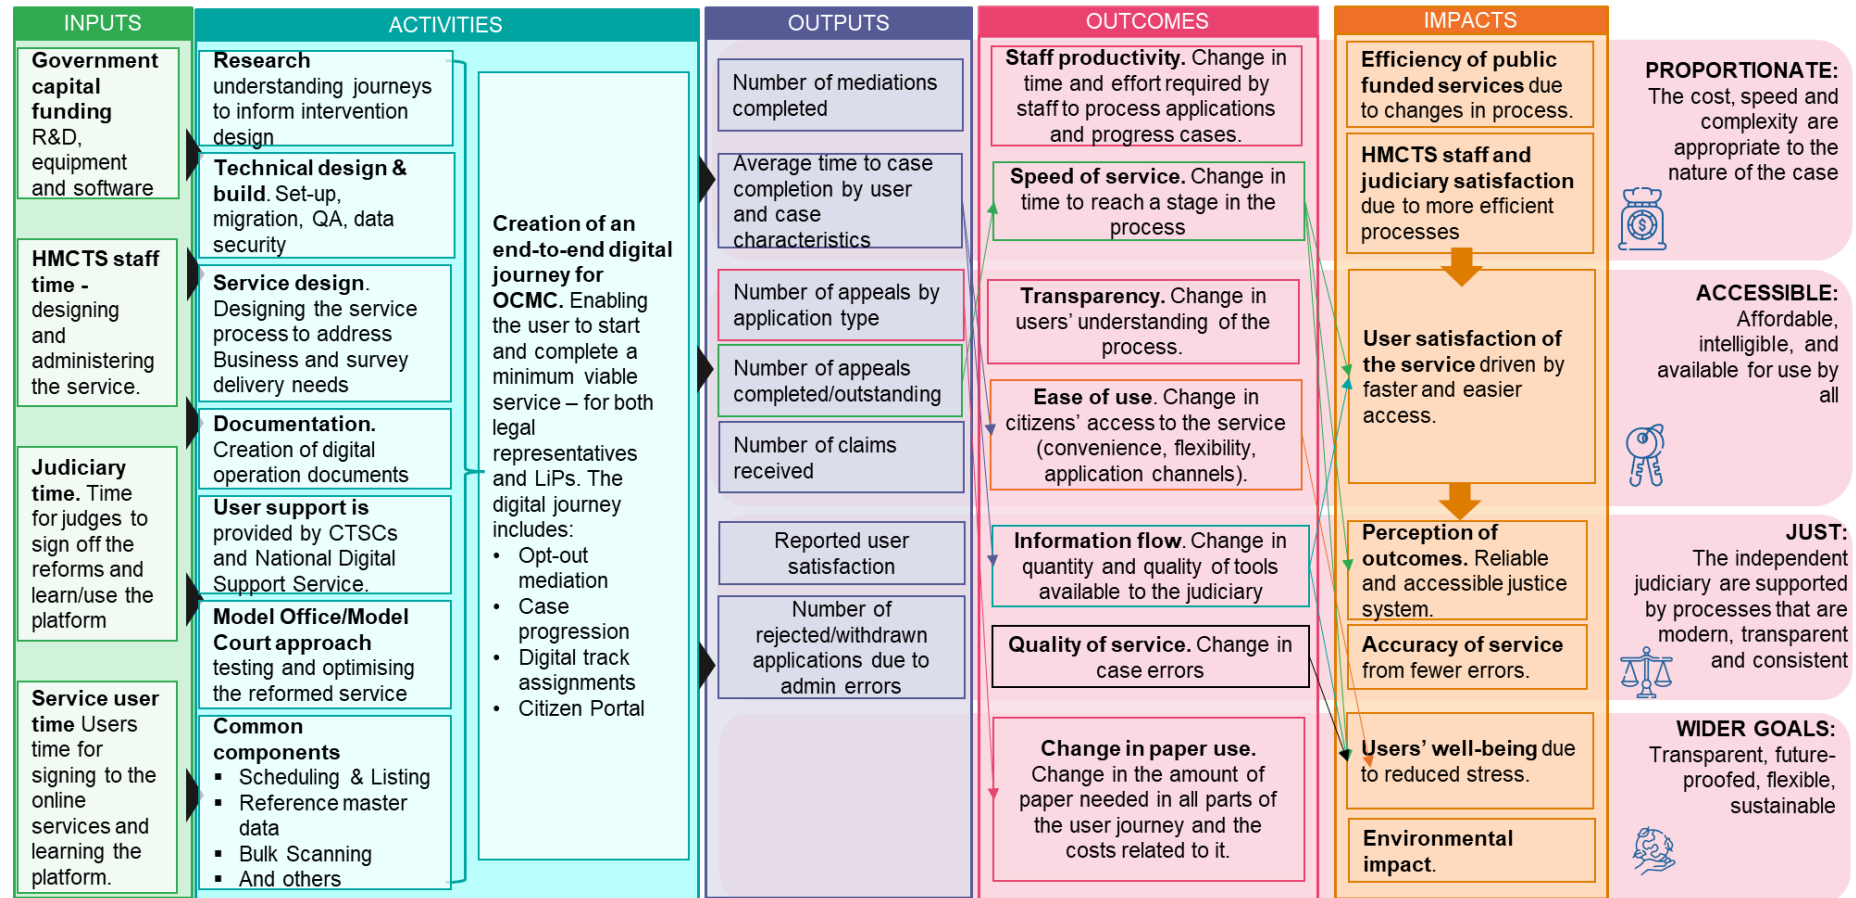 INPUTS
Government
capital
funding
R&D,
equipment
and software
HMCTS staff
time -
designing
and
administering
the service.
Judiciary
time. Time
for judges to
sign off the
reforms and
learn/use the
platform
Service user
time Users
time for
signing to the
online
services and
learning the
platform.
ACTIVITIES
Research
understanding journeys
to inform intervention
design
Technical design &
build. Set-up,
migration, QA, data
security
Service design.
Designing the service
process to address
Business and survey
delivery needs
Documentation.
Creation of digital
operation documents
User support is
provided by CTSCs
and National Digital
Support Service.
Model Office/Model
Court approach
testing and optimising
the reformed service
Common
components
▪ Scheduling & Listing
▪ Reference master
data
▪ Bulk Scanning
▪ And others
Creation of an
end-to-end digital
journey for
OCMC. Enabling
the user to start
and complete a
minimum viable
service – for both
legal
representatives
and LiPs. The
digital journey
includes:
• Opt-out
mediation
• Case
progression
• Digital track
assignments
• Citizen Portal
OUTPUTS
Number of mediations
completed
Average time to case
completion by user
and case
characteristics
Number of appeals by
application type
Number of appeals
completed/outstanding
Number of claims
received
Reported user
satisfaction
Number of
rejected/withdrawn
applications due to
admin errors
OUTCOMES
Staff productivity. Change in
time and effort required by
staff to process applications
and progress cases.
Speed of service. Change in
time to reach a stage in the
process
Transparency. Change in
users' understanding of the
process.
Ease of use. Change in
citizens' access to the service
(convenience, flexibility,
application channels).
Information flow. Change in
quantity and quality of tools
available to the judiciary
Quality of service. Change in
case errors
Change in paper use.
Change in the amount of
paper needed in all parts of
the user journey and the
costs related to it.
IMPACTS
Efficiency of public
funded services due
to changes in process.
HMCTS staff and
judiciary satisfaction
due to more efficient
processes
User satisfaction of
the service driven by
faster and easier
access.
Perception of
outcomes. Reliable
and accessible justice
system.
Accuracy of service
from fewer errors.
Users' well-being due
to reduced stress.
Environmental
impact.
PROPORTIONATE:
The cost, speed and
complexity are
appropriate to the
nature of the case
ACCESSIBLE:
Affordable,
intelligible, and
available for use by
all
JUST:
The independent
judiciary are supported
by processes that are
modern, transparent
and consistent
WIDER GOALS:
Transparent, future-
proofed, flexible,
sustainable